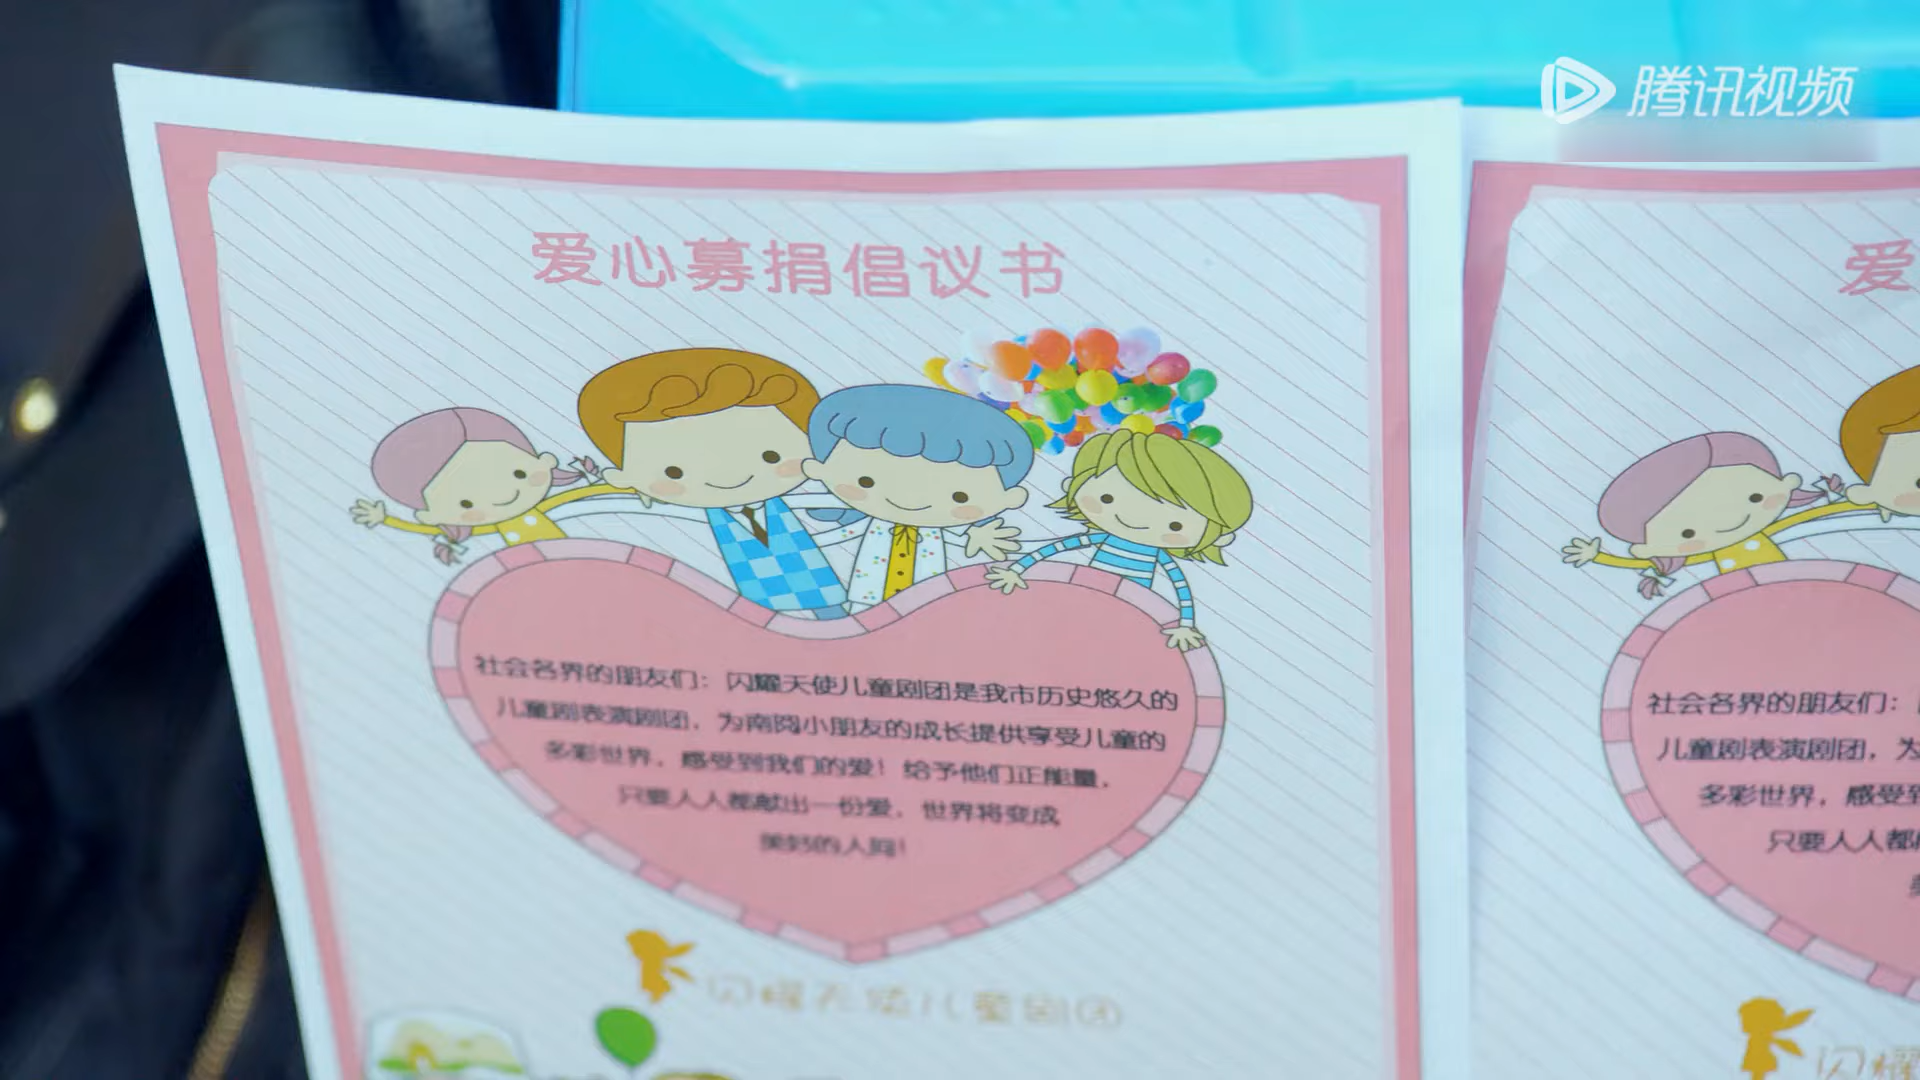 腾讯视频
爱心募捐倡议书
社会各界的朋友们：闪耀天使儿童剧团是我市历史悠久的
儿童剧表演剧团，为南阅小朋友的成长提供享受儿童的
多彩世界，感受到我们的爱！给予他们正能量，
只要人人都献出一份爱，世界将变成
美好的人间！
闪耀天使儿童剧团
爱
社会各界的朋友们：
儿童剧表演剧团，为
多彩世界，感受到
只要人人都
闪耀